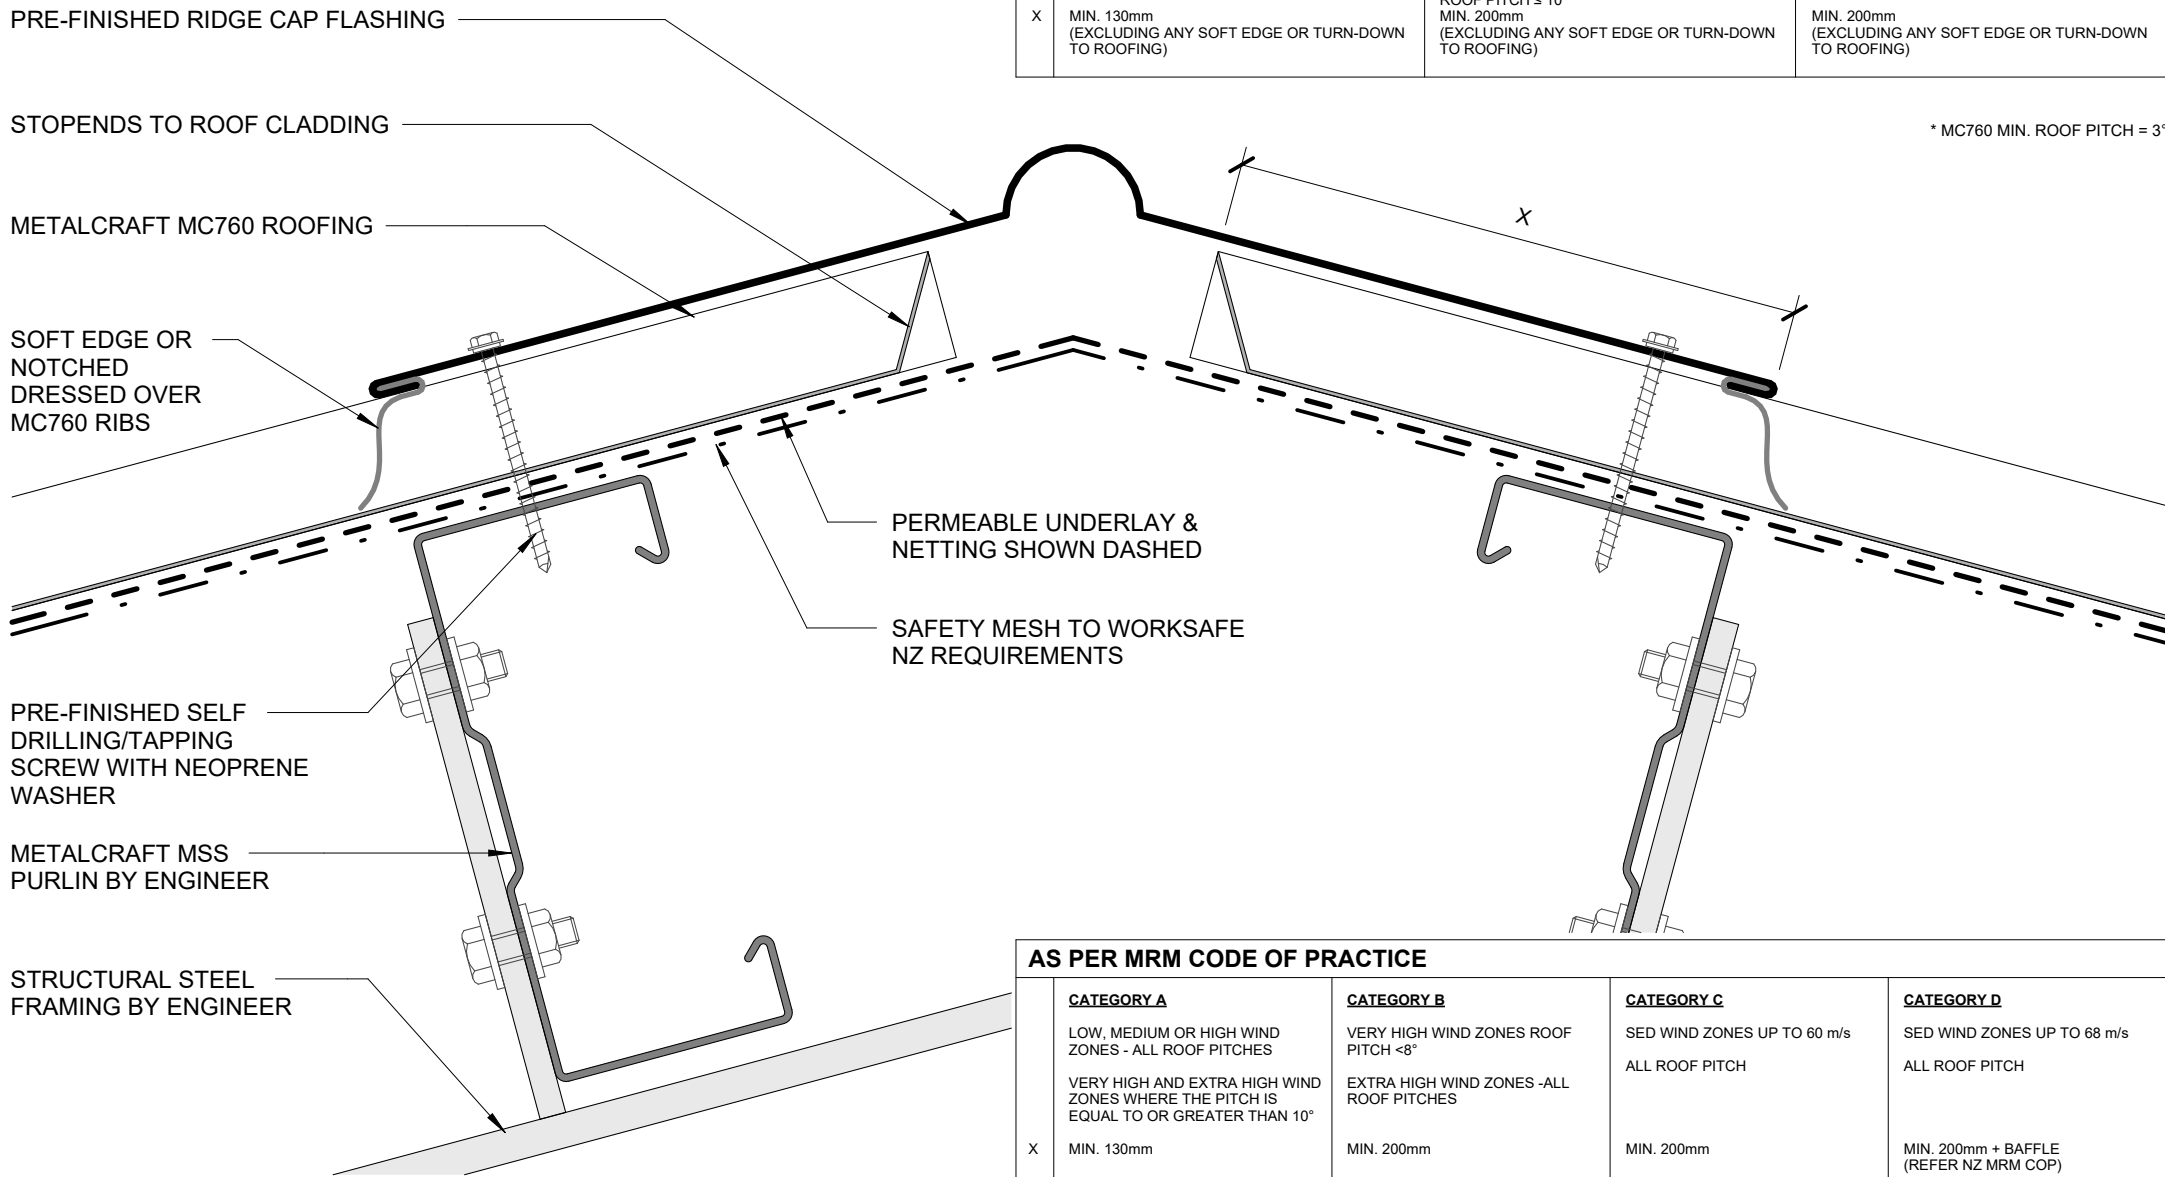 PRE-FINISHED RIDGE CAP FLASHING
STOPENDS TO ROOF CLADDING
METALCRAFT MC760 ROOFING
SOFT EDGE OR
NOTCHED
DRESSED OVER
MC760 RIBS
PRE-FINISHED SELF
DRILLING/TAPPING
SCREW WITH NEOPRENE
WASHER
METALCRAFT MSS
PURLIN BY ENGINEER
STRUCTURAL STEEL
FRAMING BY ENGINEER
X
MIN. 130mm
(EXCLUDING ANY SOFT EDGE OR TURN-DOWN
TO ROOFING)
ROOF PITCH ≤ 10°
MIN. 200mm
(EXCLUDING ANY SOFT EDGE OR TURN-DOWN
TO ROOFING)
MIN. 200mm
(EXCLUDING ANY SOFT EDGE OR TURN-DOWN
TO ROOFING)
* MC760 MIN. ROOF PITCH = 3°
X
PERMEABLE UNDERLAY &
NETTING SHOWN DASHED
SAFETY MESH TO WORKSAFE
NZ REQUIREMENTS
AS PER MRM CODE OF PRACTICE
CATEGORY A
LOW, MEDIUM OR HIGH WIND
ZONES - ALL ROOF PITCHES
VERY HIGH AND EXTRA HIGH WIND
ZONES WHERE THE PITCH IS
EQUAL TO OR GREATER THAN 10°
CATEGORY B
VERY HIGH WIND ZONES ROOF
PITCH <8°
EXTRA HIGH WIND ZONES -ALL
ROOF PITCHES
CATEGORY C
SED WIND ZONES UP TO 60 m/s
ALL ROOF PITCH
CATEGORY D
SED WIND ZONES UP TO 68 m/s
ALL ROOF PITCH
X
MIN. 130mm
MIN. 200mm
MIN. 200mm
MIN. 200mm + BAFFLE
(REFER NZ MRM COP)